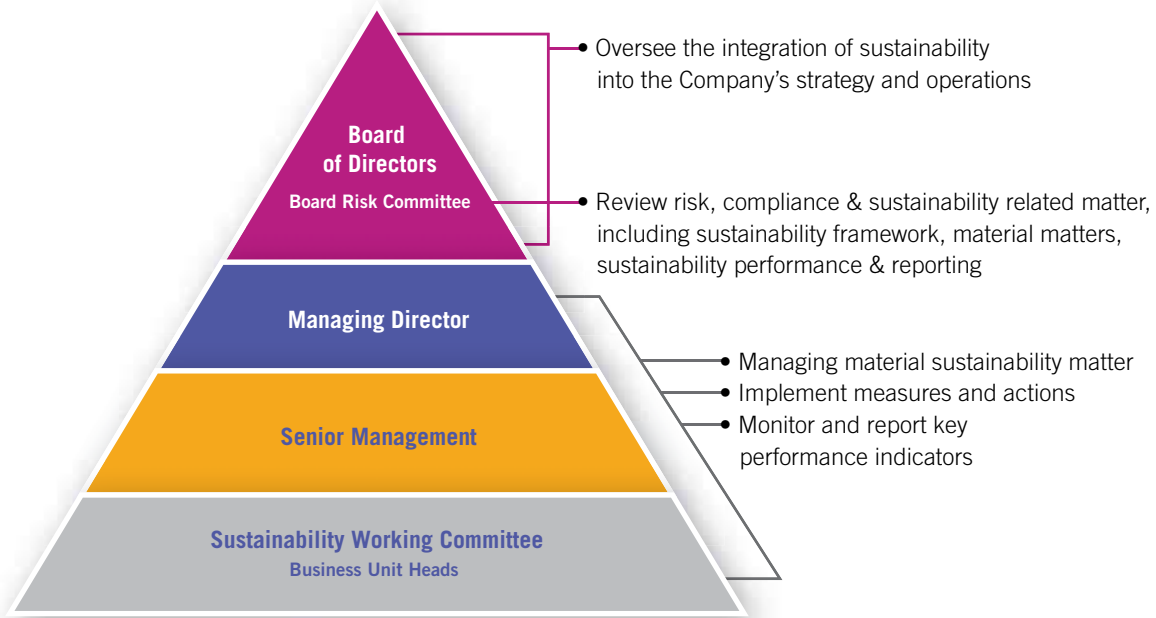 Board
of Directors
Board Risk Committee
Managing Director
Senior Management
Sustainability Working Committee
Business Unit Heads
• Oversee the integration of sustainability
into the Company’s strategy and operations
• Review risk, compliance & sustainability related matter,
including sustainability framework, material matters,
sustainability performance & reporting
• Managing material sustainability matter
• Implement measures and actions
• Monitor and report key
performance indicators